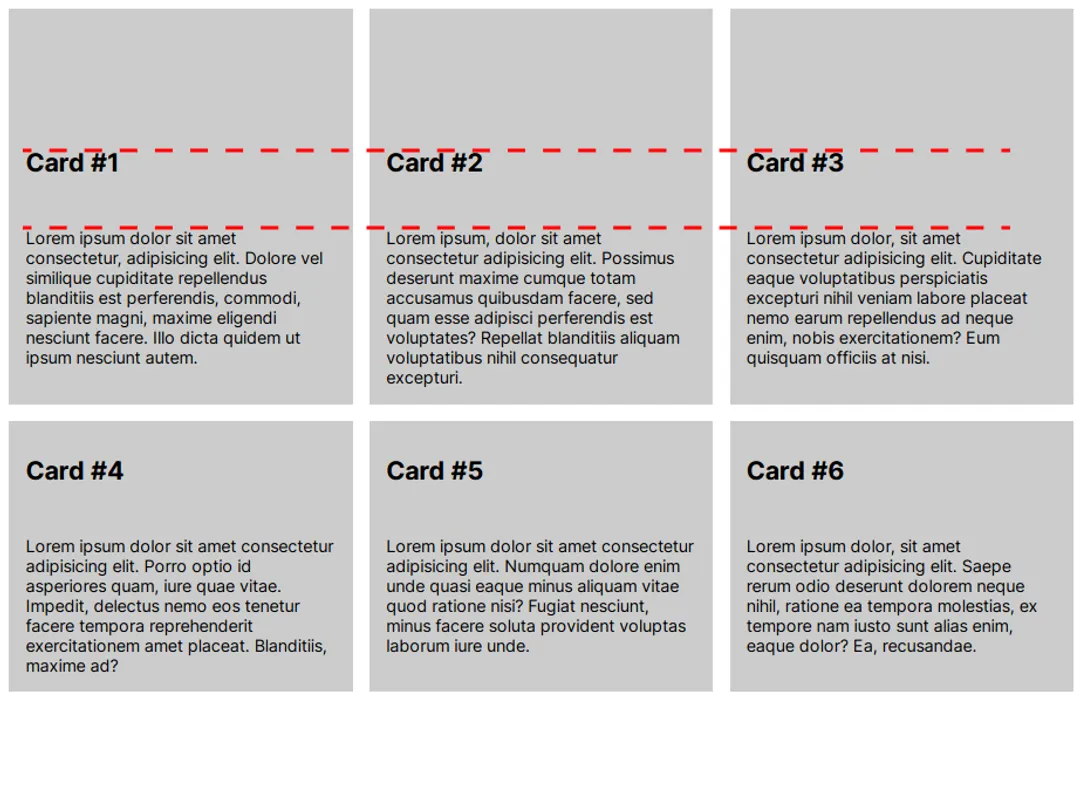 Card #1
Lorem ipsum dolor sit amet
consectetur, adipisicing elit. Dolore vel
similique cupiditate repellendus
blanditiis est perferendis, commodi,
sapiente magni, maxime eligendi
nesciunt facere. Illo dicta quidem ut
ipsum nesciunt autem.
Card #2
Lorem ipsum, dolor sit amet
consectetur adipisicing elit. Possimus
deserunt maxime cumque totam
accusamus quibusdam facere, sed
quam esse adipisci perferendis est
voluptates? Repellat blanditiis aliquam
voluptatibus nihil consequatur
excepturi.
Card #3
Lorem ipsum dolor, sit amet
consectetur adipisicing elit. Cupiditate
eaque voluptatibus perspiciatis
excepturi nihil veniam labore placeat
nemo earum repellendus ad neque
enim, nobis exercitationem? Eum
quisquam officiis at nisi.
Card #4
Lorem ipsum dolor sit amet consectetur
adipisicing elit. Porro optio id
asperiores quam, iure quae vitae.
Impedit, delectus nemo eos tenetur
facere tempora reprehenderit
exercitationem amet placeat. Blanditiis,
maxime ad?
Card #5
Lorem ipsum dolor sit amet consectetur
adipisicing elit. Numquam dolore enim
unde quasi eaque minus aliquam vitae
quod ratione nisi? Fugiat nesciunt,
minus facere soluta provident voluptas
laborum iure unde.
Card #6
Lorem ipsum dolor, sit amet
consectetur adipisicing elit. Saepe
rerum odio deserunt dolorem neque
nihil, ratione ea tempora molestias, ex
tempore nam iusto sunt alias enim,
eaque dolor? Ea, recusandae.